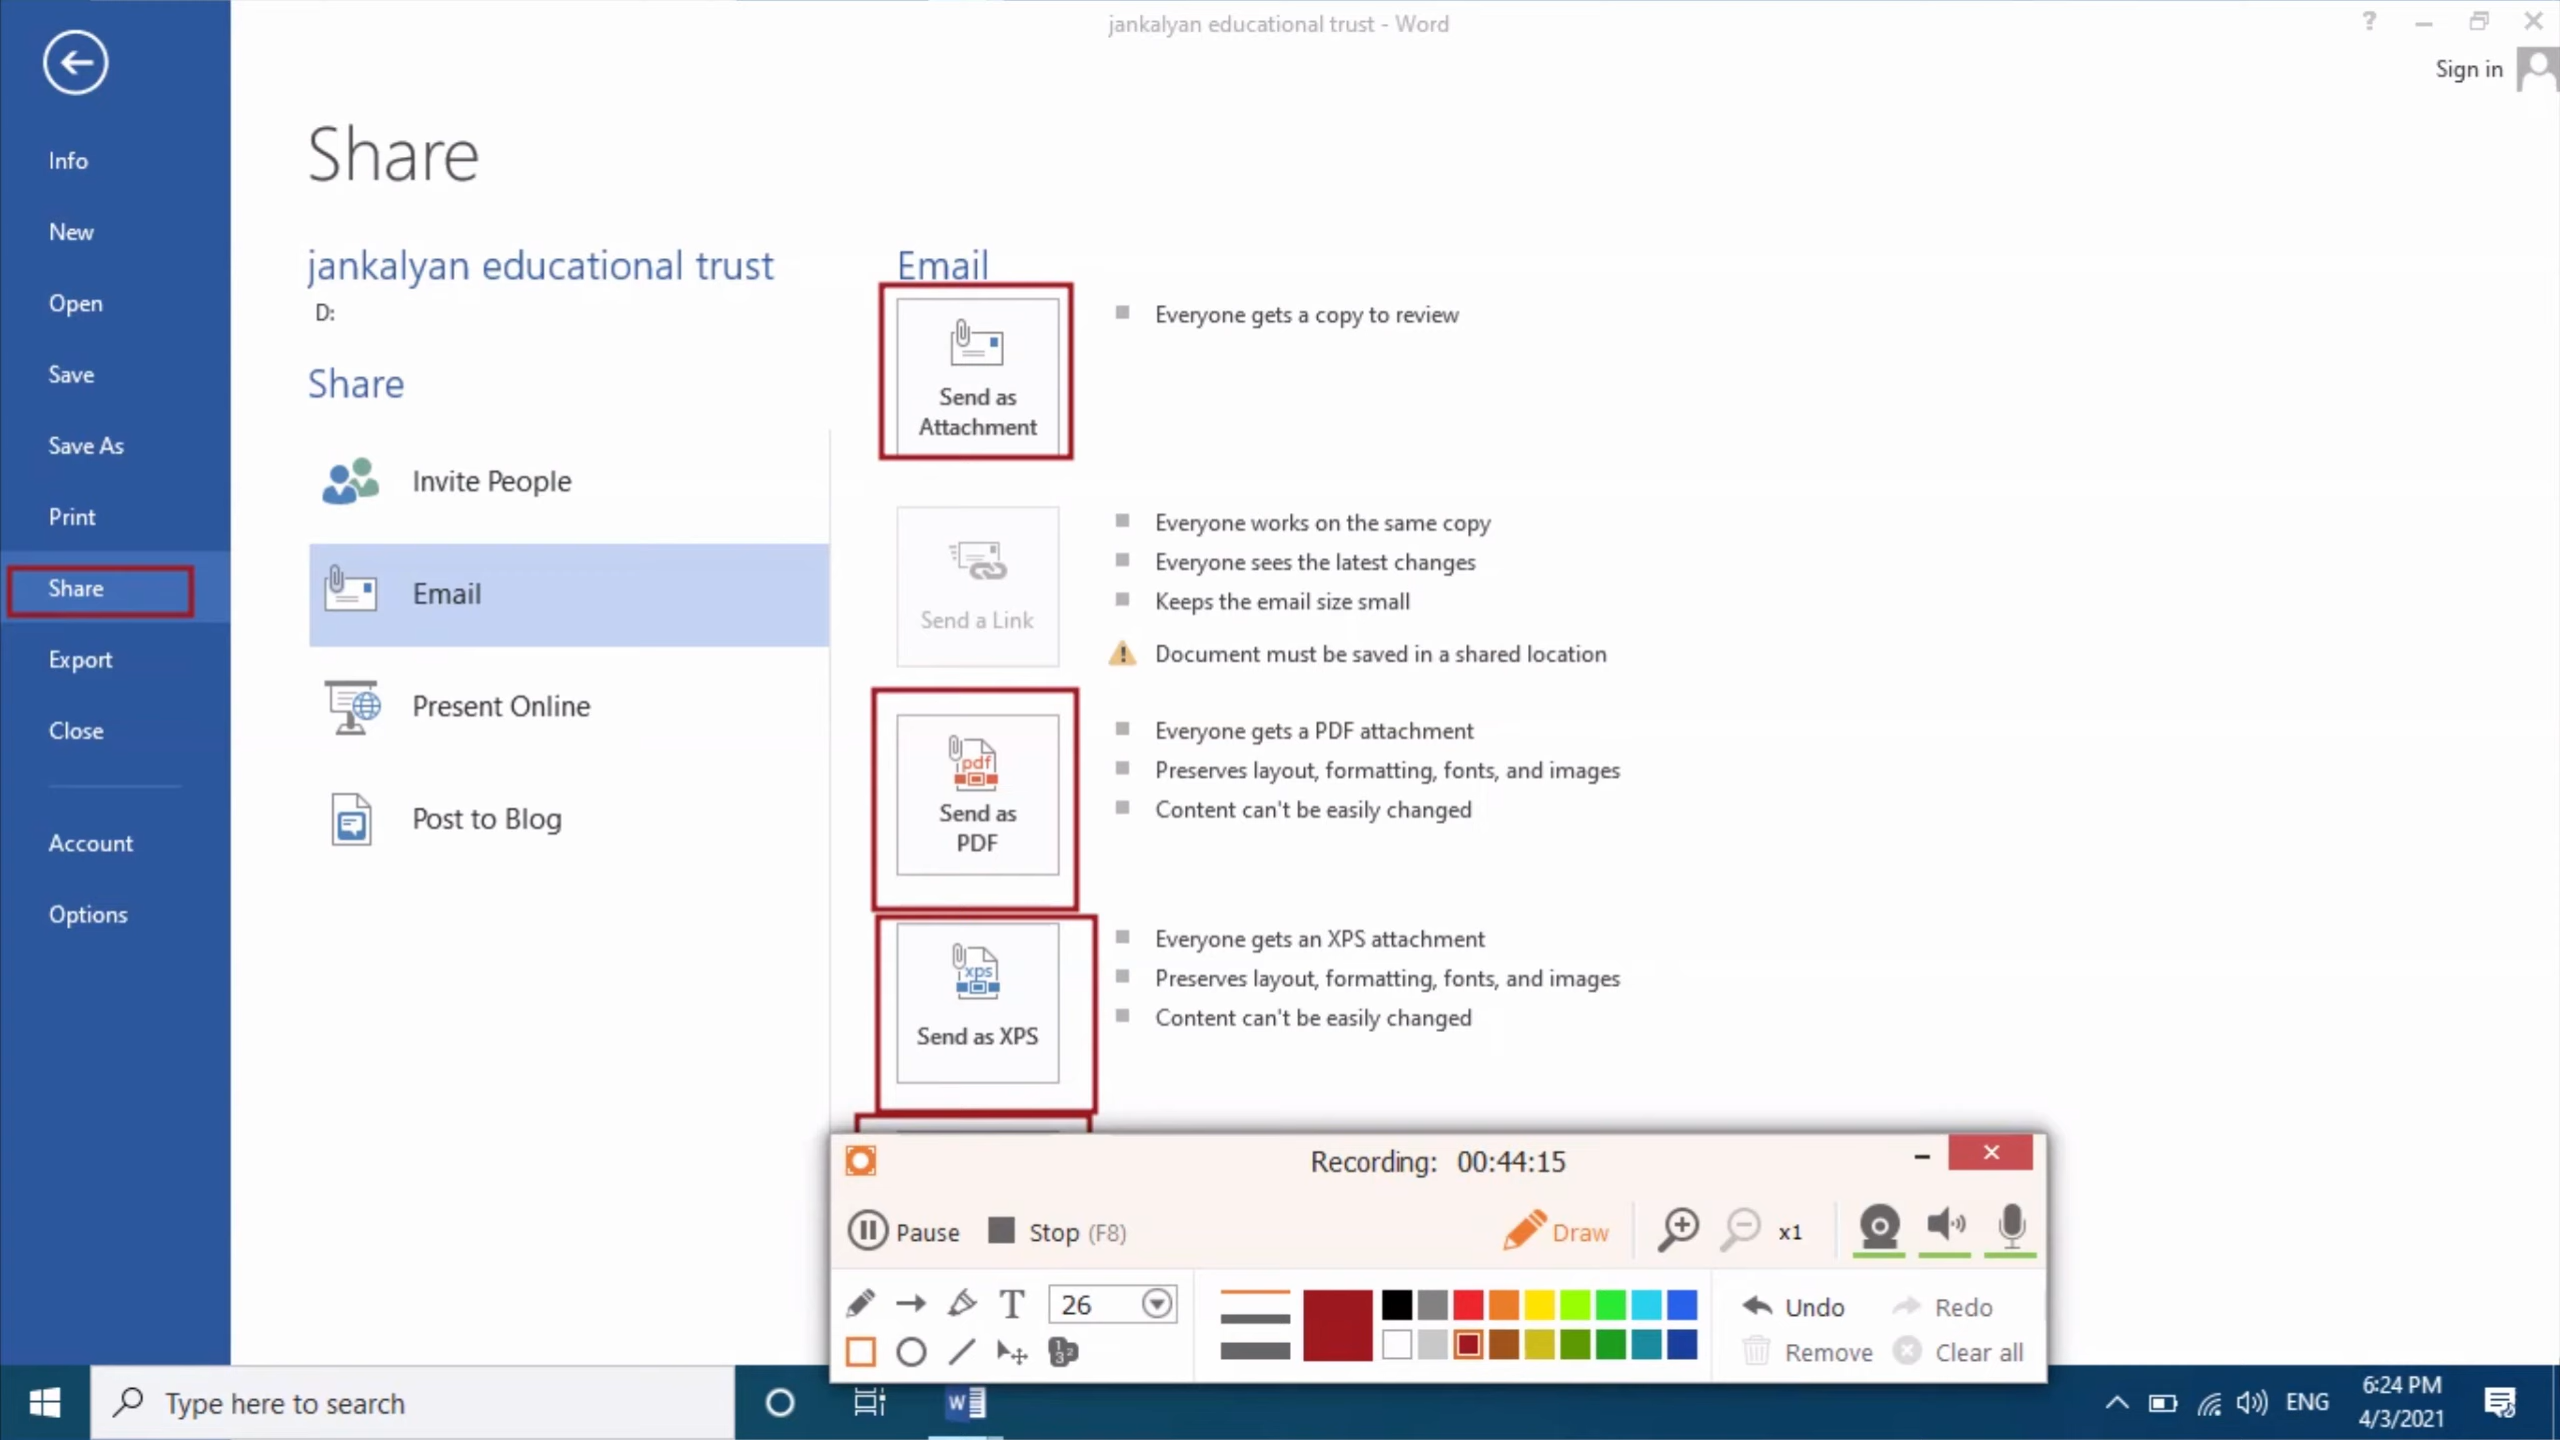 jankalyan educational trust - Word
?
Sign in
Info
New
Open
Save
Save As
Print
Share
Export
Close
Account
Options
Share
jankalyan educational trust
D:
Share
Invite People
Email
Present Online
Post to Blog
Email
Send as
Attachment
Everyone gets a copy to review
Send a Link
Everyone works on the same copy
Everyone sees the latest changes
Keeps the email size small
Document must be saved in a shared location
pdf
Send as
PDF
Everyone gets a PDF attachment
Preserves layout, formatting, fonts, and images
Content can't be easily changed
xps
Send as XPS
Everyone gets an XPS attachment
Preserves layout, formatting, fonts, and images
Content can't be easily changed
Recording: 00:44:15
Pause
Stop (F8)
Draw
x1
T
26
Undo
Redo
Remove
Clear all
Type here to search
W
ENG
6:24 PM
4/3/2021